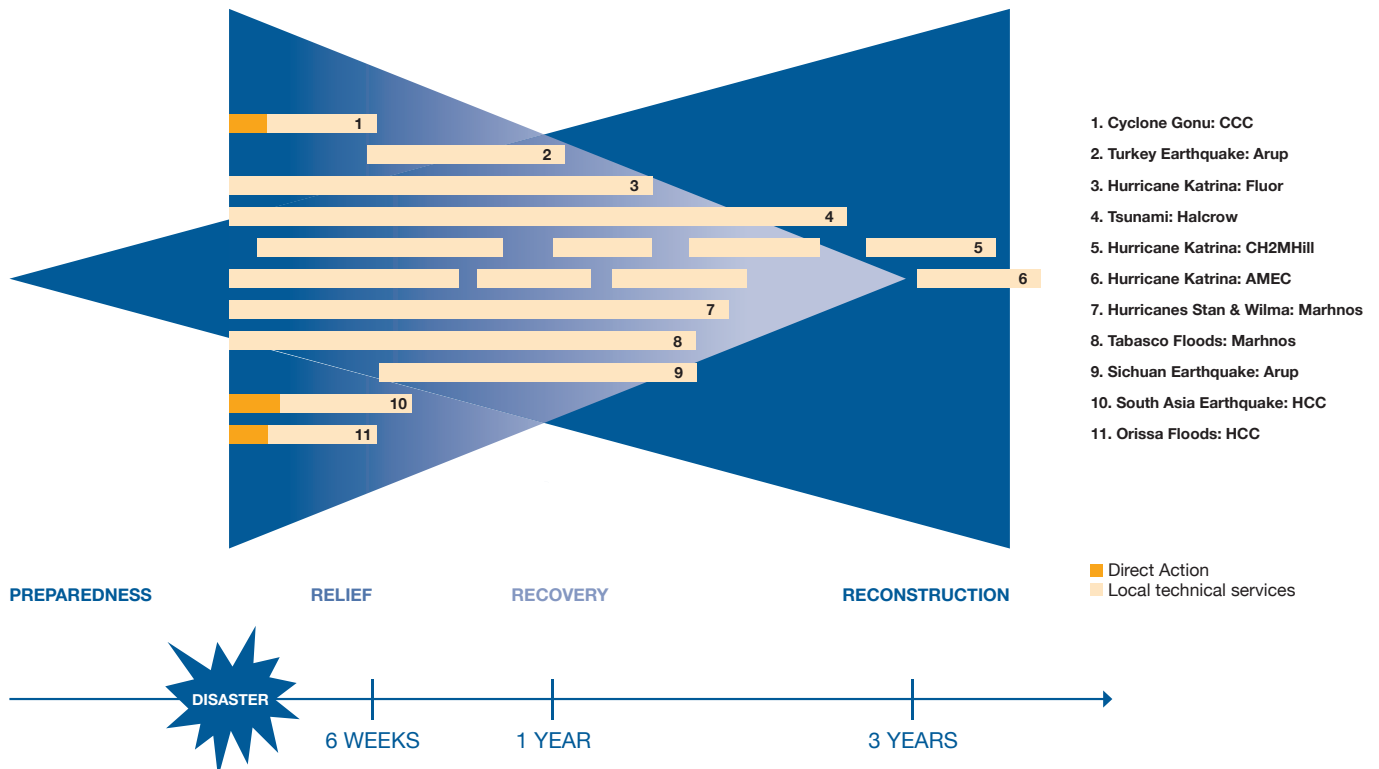 1
2
3
4
5
6
7
8
9
10
11
1. Cyclone Gonu: CCC
2. Turkey Earthquake: Arup
3. Hurricane Katrina: Fluor
4. Tsunami: Halcrow
5. Hurricane Katrina: CH2MHill
6. Hurricane Katrina: AMEC
7. Hurricanes Stan & Wilma: Marhnos
8. Tabasco Floods: Marhnos
9. Sichuan Earthquake: Arup
10. South Asia Earthquake: HCC
11. Orissa Floods: HCC
Direct Action
Local technical services
PREPAREDNESS
RELIEF
RECOVERY
RECONSTRUCTION
DISASTER
6 WEEKS
1 YEAR
3 YEARS